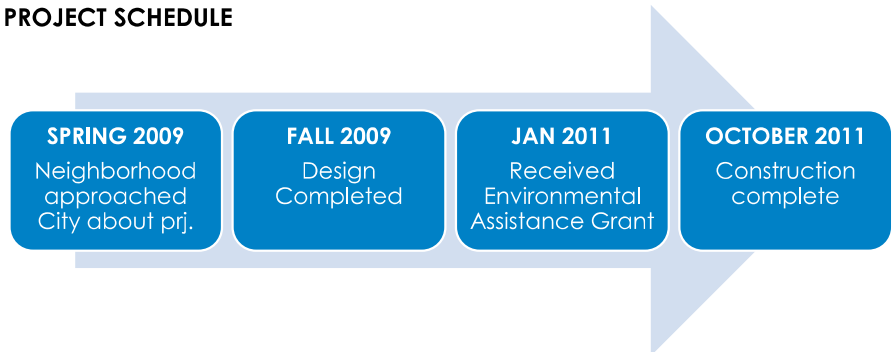 PROJECT SCHEDULE
SPRING 2009
Neighborhood
approached
City about prj.
FALL 2009
Design
Completed
JAN 2011
Received
Environmental
Assistance Grant
OCTOBER 2011
Construction
complete